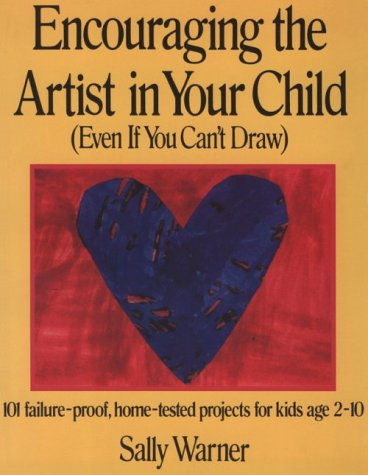 Encouraging the
Artist in Your Child
(Even If You Can't Draw)
101 failure-proof, home-tested projects for kids age 2-10
Sally Warner